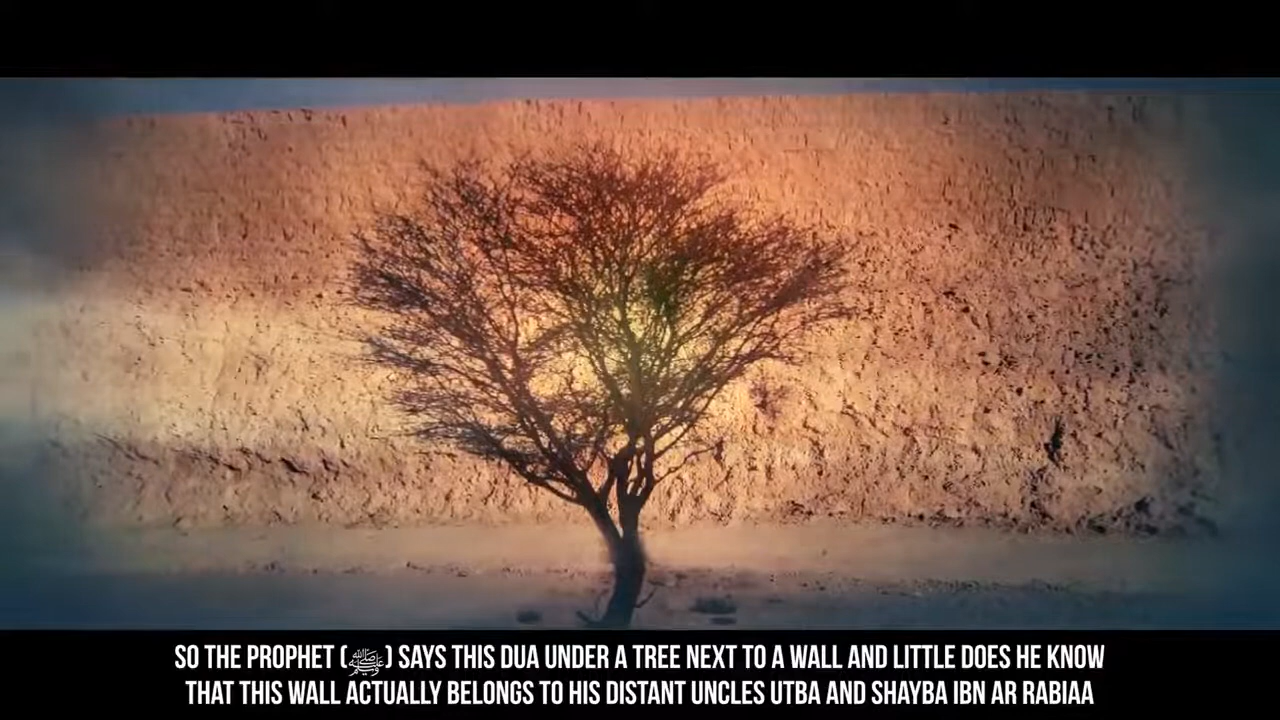 SO THE PROPHET (ﷺ) SAYS THIS DUA UNDER A TREE NEXT TO A WALL AND LITTLE DOES HE KNOW
THAT THIS WALL ACTUALLY BELONGS TO HIS DISTANT UNCLES UTBA AND SHAYBA IBN AR RABIAA